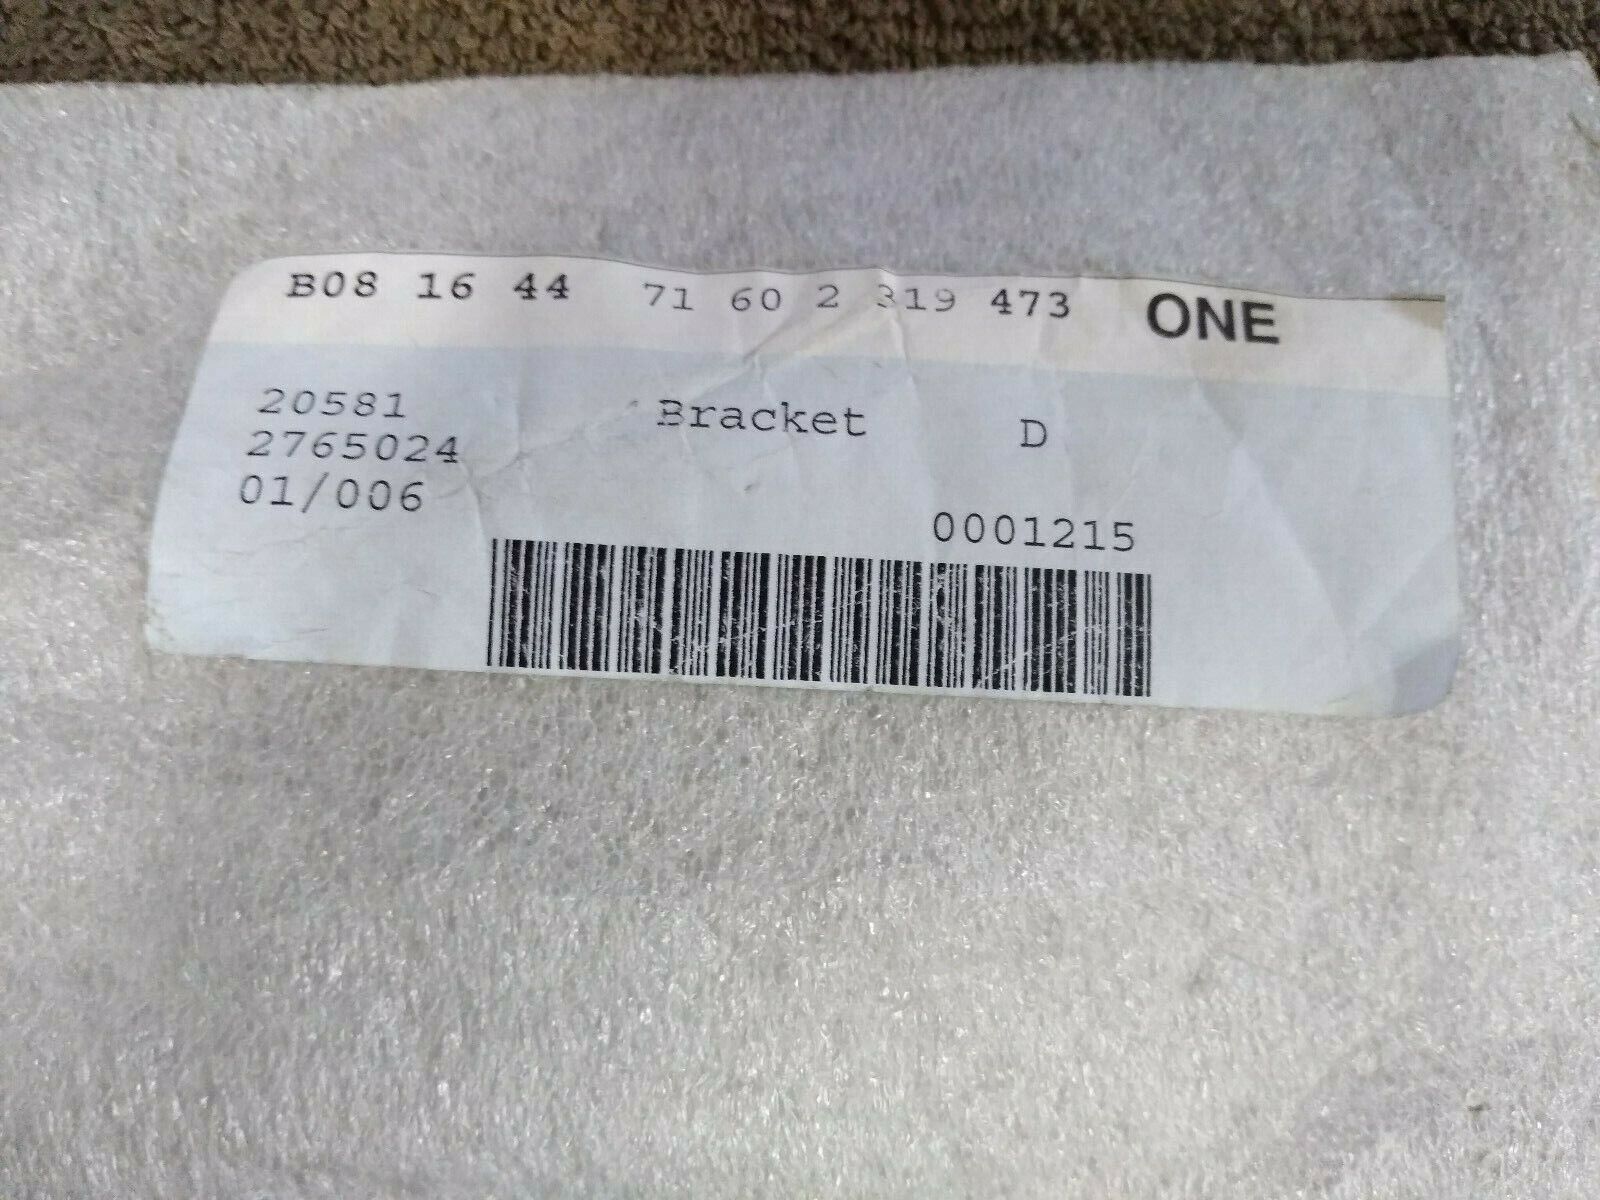 B08 16 44 71 60 2 319 473 ONE
20581 Bracket D
2765024
01/006
0001215